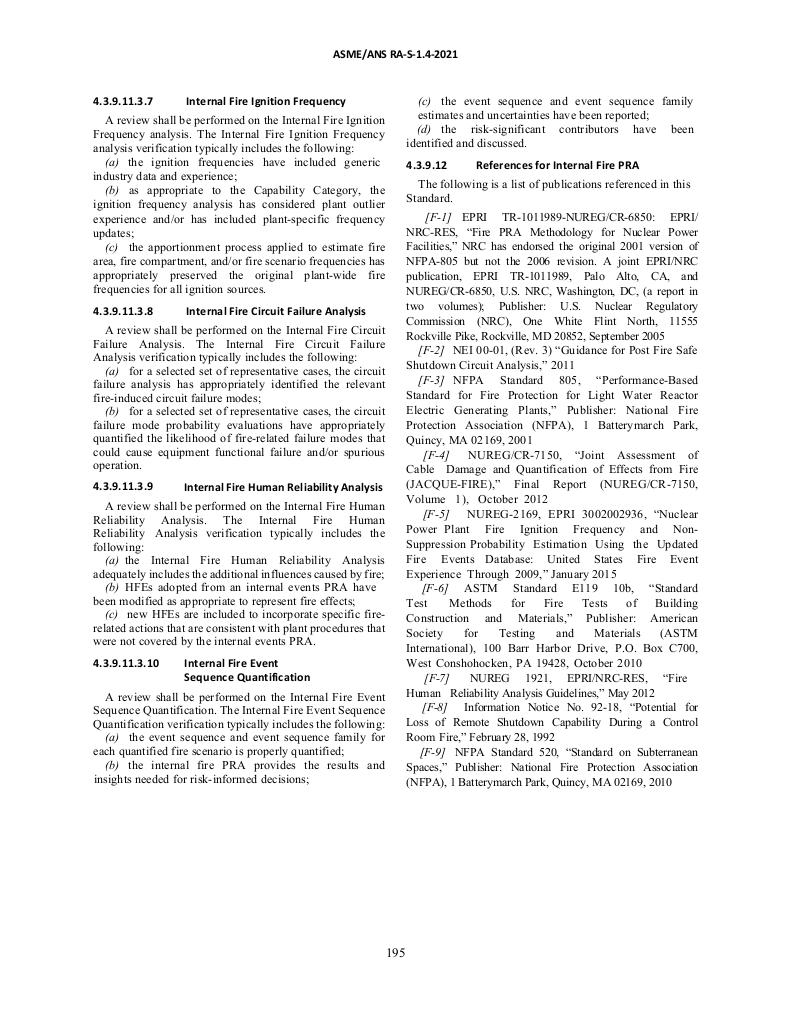 ASME/ANS RA-S-1.4-2021
4.3.9.11.3.7 Internal Fire Ignition Frequency
A review shall be performed on the Internal Fire Ignition
Frequency analysis. The Internal Fire Ignition Frequency
analysis verification typically includes the following:
(a) the ignition frequencies have included generic
industry data and experience;
(b) as appropriate to the Capability Category, the
ignition frequency analysis has considered plant outlier
experience and/or has included plant-specific frequency
updates;
(c) the apportionment process applied to estimate fire
area, fire compartment, and/or fire scenario frequencies has
appropriately preserved the original plant-wide fire
frequencies for all ignition sources.
4.3.9.11.3.8 Internal Fire Circuit Failure Analysis
A review shall be performed on the Internal Fire Circuit
Failure Analysis. The Internal Fire Circuit Failure
Analysis verification typically includes the following:
(a) for a selected set of representative cases, the circuit
failure analysis has appropriately identified the relevant
fire-induced circuit failure modes;
(b) for a selected set of representative cases, the circuit
failure mode probability evaluations have appropriately
quantified the likelihood of fire-related failure modes that
could cause equipment functional failure and/or spurious
operation.
4.3.9.11.3.9 Internal Fire Human Reliability Analysis
A review shall be performed on the Internal Fire Human
Reliability Analysis. The Internal Fire Human
Reliability Analysis verification typically includes the
following:
(a) the Internal Fire Human Reliability Analysis
adequately includes the additional influences caused by fire;
(b) HFEs adopted from an internal events PRA have
been modified as appropriate to represent fire effects;
(c) new HFEs are included to incorporate specific fire-
related actions that are consistent with plant procedures that
were not covered by the internal events PRA.
4.3.9.11.3.10 Internal Fire Event
Sequence Quantification
A review shall be performed on the Internal Fire Event
Sequence Quantification. The Internal Fire Event Sequence
Quantification verification typically includes the following:
(a) the event sequence and event sequence family for
each quantified fire scenario is properly quantified;
(b) the internal fire PRA provides the results and
insights needed for risk-informed decisions;
(c) the event sequence and event sequence family
estimates and uncertainties have been reported;
(d) the risk-significant contributors have been
identified and discussed.
4.3.9.12 References for Internal Fire PRA
The following is a list of publications referenced in this
Standard.
[F-1] EPRI TR-1011989-NUREG/CR-6850: EPRI/
NRC-RES, “Fire PRA Methodology for Nuclear Power
Facilities,” NRC has endorsed the original 2001 version of
NFPA-805 but not the 2006 revision. A joint EPRI/NRC
publication, EPRI TR-1011989, Palo Alto, CA, and
NUREG/CR-6850, U.S. NRC, Washington, DC, (a report in
two volumes); Publisher: U.S. Nuclear Regulatory
Commission (NRC), One White Flint North, 11555
Rockville Pike, Rockville, MD 20852, September 2005
[F-2] NEI 00-01, (Rev. 3) “Guidance for Post Fire Safe
Shutdown Circuit Analysis,” 2011
[F-3] NFPA Standard 805, “Performance-Based
Standard for Fire Protection for Light Water Reactor
Electric Generating Plants,” Publisher: National Fire
Protection Association (NFPA), 1 Batterymarch Park,
Quincy, MA 02169, 2001
[F-4] NUREG/CR-7150, “Joint Assessment of
Cable Damage and Quantification of Effects from Fire
(JACQUE-FIRE),” Final Report (NUREG/CR-7150,
Volume 1), October 2012
[F-5] NUREG-2169, EPRI 3002002936, “Nuclear
Power Plant Fire Ignition Frequency and Non-
Suppression Probability Estimation Using the Updated
Fire Events Database: United States Fire Event
Experience Through 2009,” January 2015
[F-6] ASTM Standard E119 10b, “Standard
Test Methods for Fire Tests of Building
Construction and Materials,” Publisher: American
Society for Testing and Materials (ASTM
International), 100 Barr Harbor Drive, P.O. Box C700,
West Conshohocken, PA 19428, October 2010
[F-7] NUREG 1921, EPRI/NRC-RES, “Fire
Human Reliability Analysis Guidelines,” May 2012
[F-8] Information Notice No. 92-18, “Potential for
Loss of Remote Shutdown Capability During a Control
Room Fire,” February 28, 1992
[F-9] NFPA Standard 520, “Standard on Subterranean
Spaces,” Publisher: National Fire Protection Association
(NFPA), 1 Batterymarch Park, Quincy, MA 02169, 2010
195